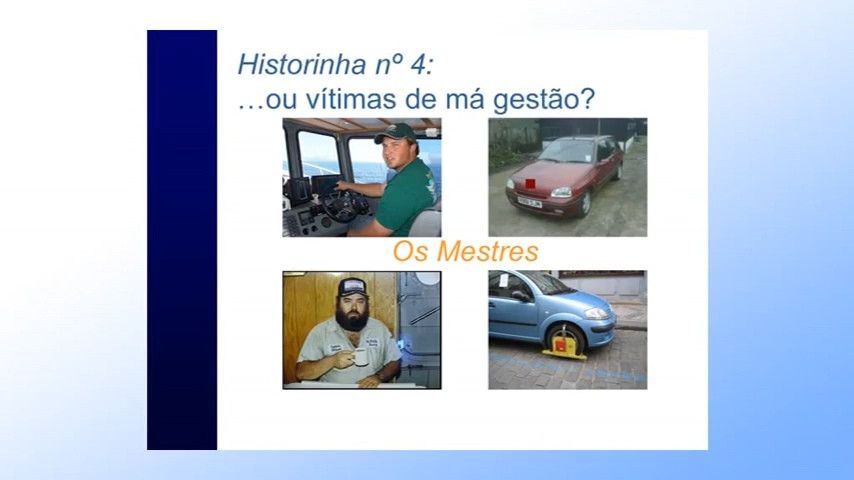 Historinha nº 4:
…ou vítimas de má gestão?
Os Mestres